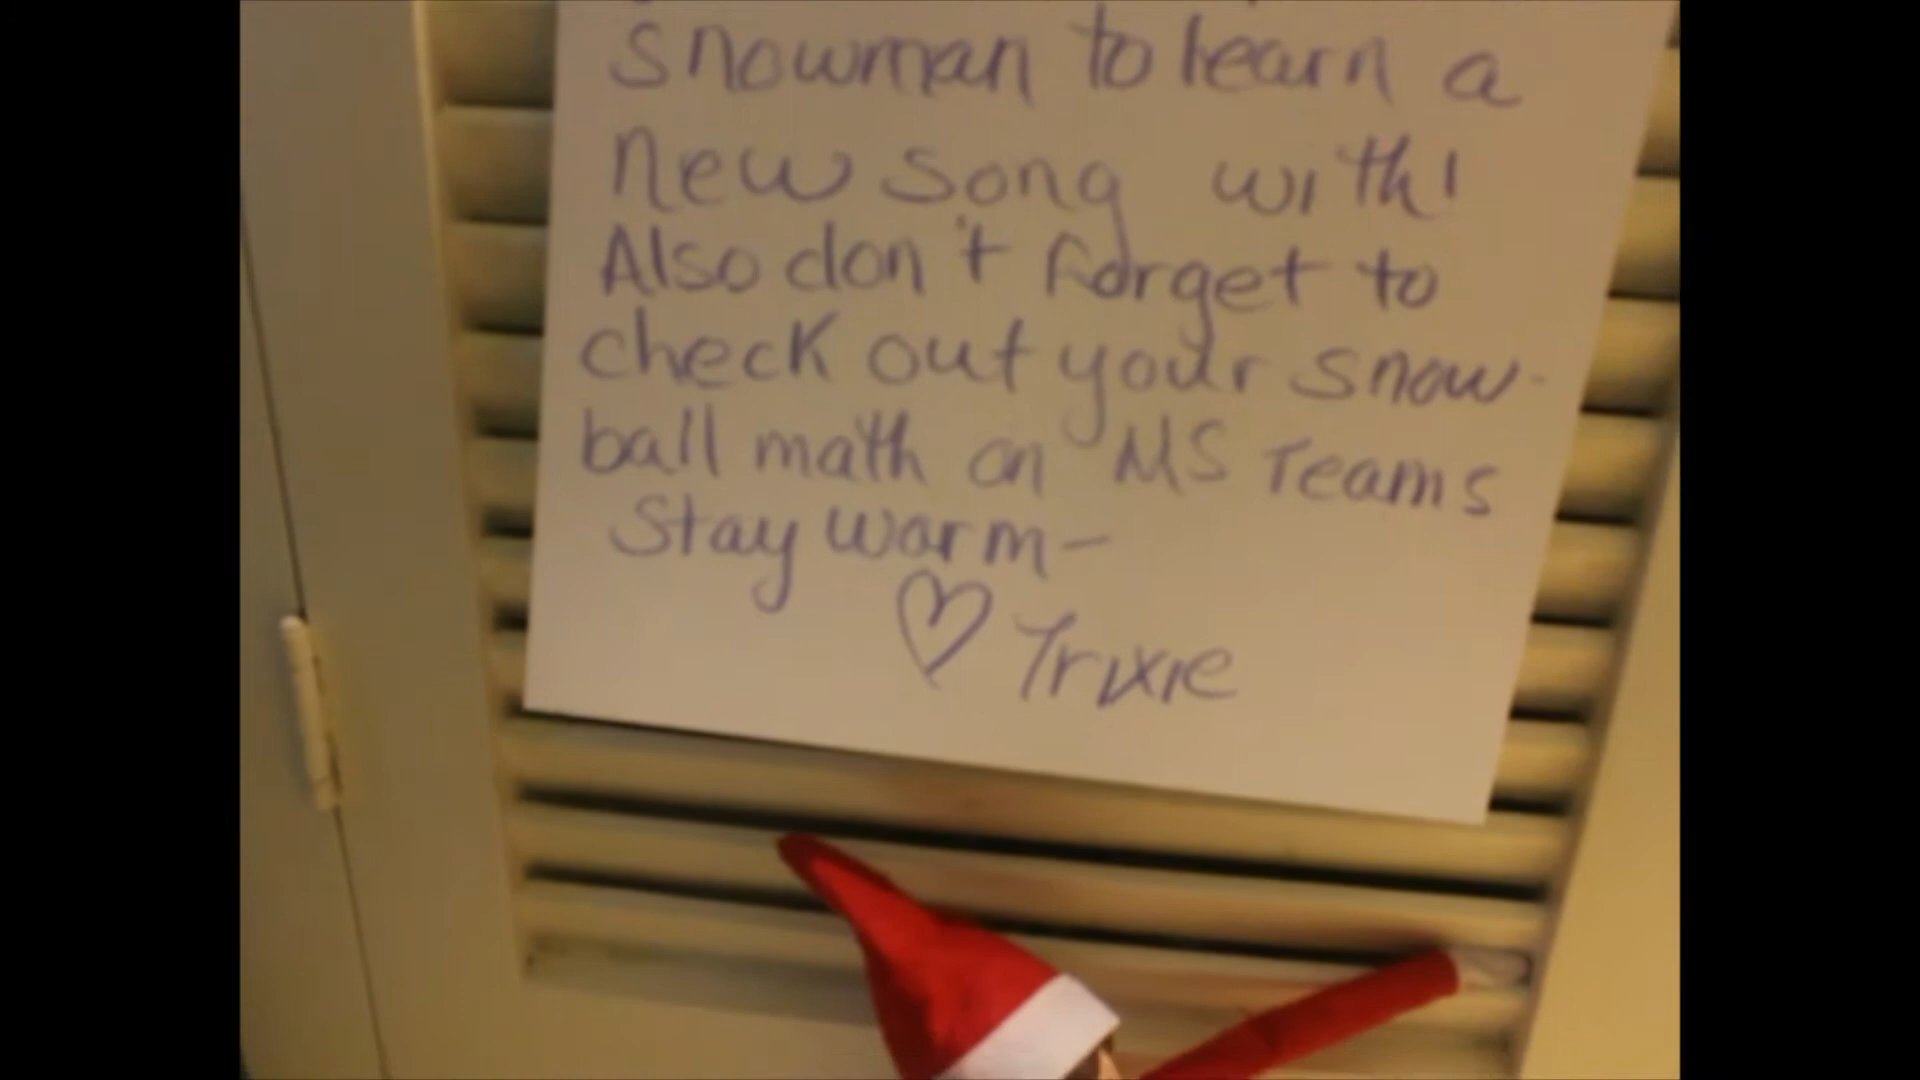 snowman to learn a
new song with!
Also don't forget to
check out your snow-
ball math on MS Teams
Stay warm-
♡ Trixie